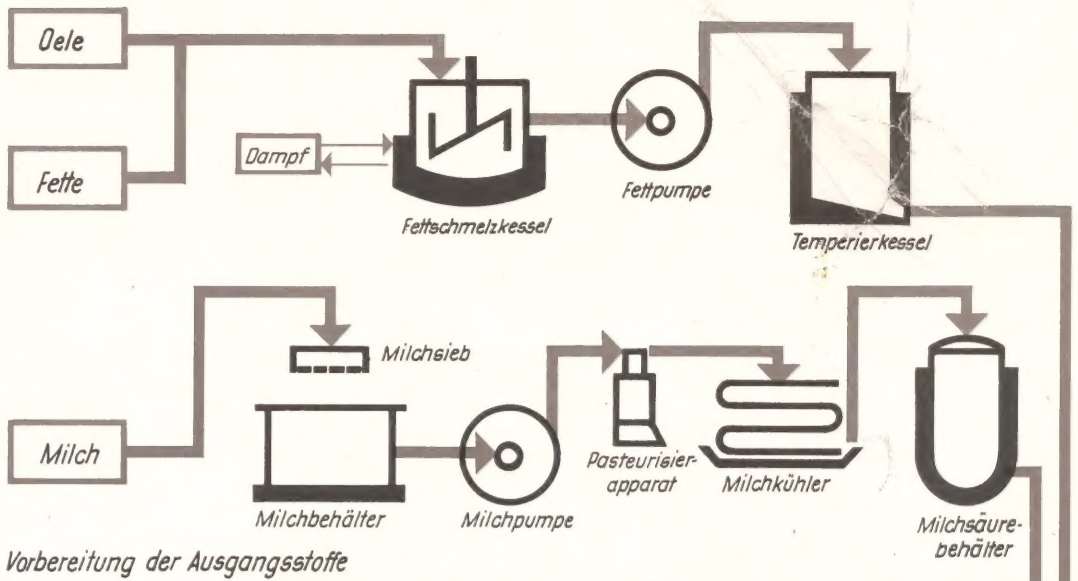 Oele
Fette
Dampf
Fettschmelzkessel
Fettpumpe
Temperierkessel
Milch
Milchsieb
Milchbehälter
Milchpumpe
Pasteurisier-
apparat
Milchkühler
Milchsäure-
behälter
Vorbereitung der Ausgangsstoffe